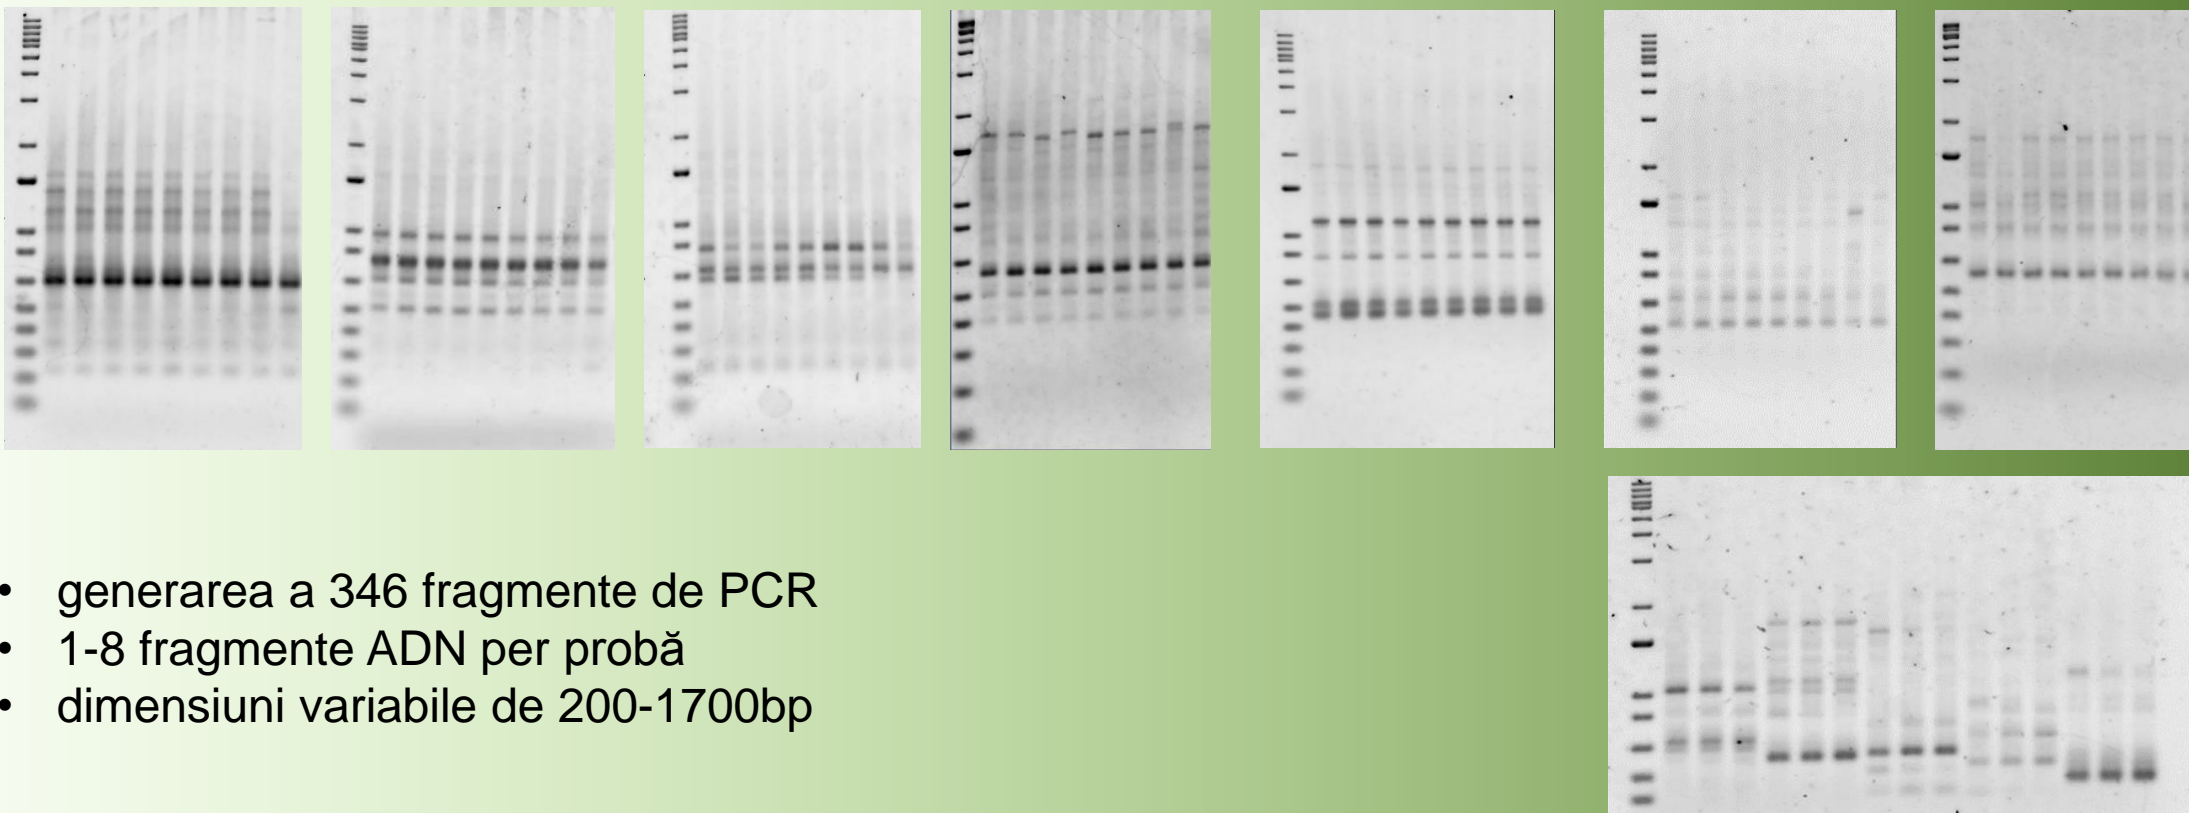 • generarea a 346 fragmente de PCR
• 1-8 fragmente ADN per probă
• dimensiuni variabile de 200-1700bp